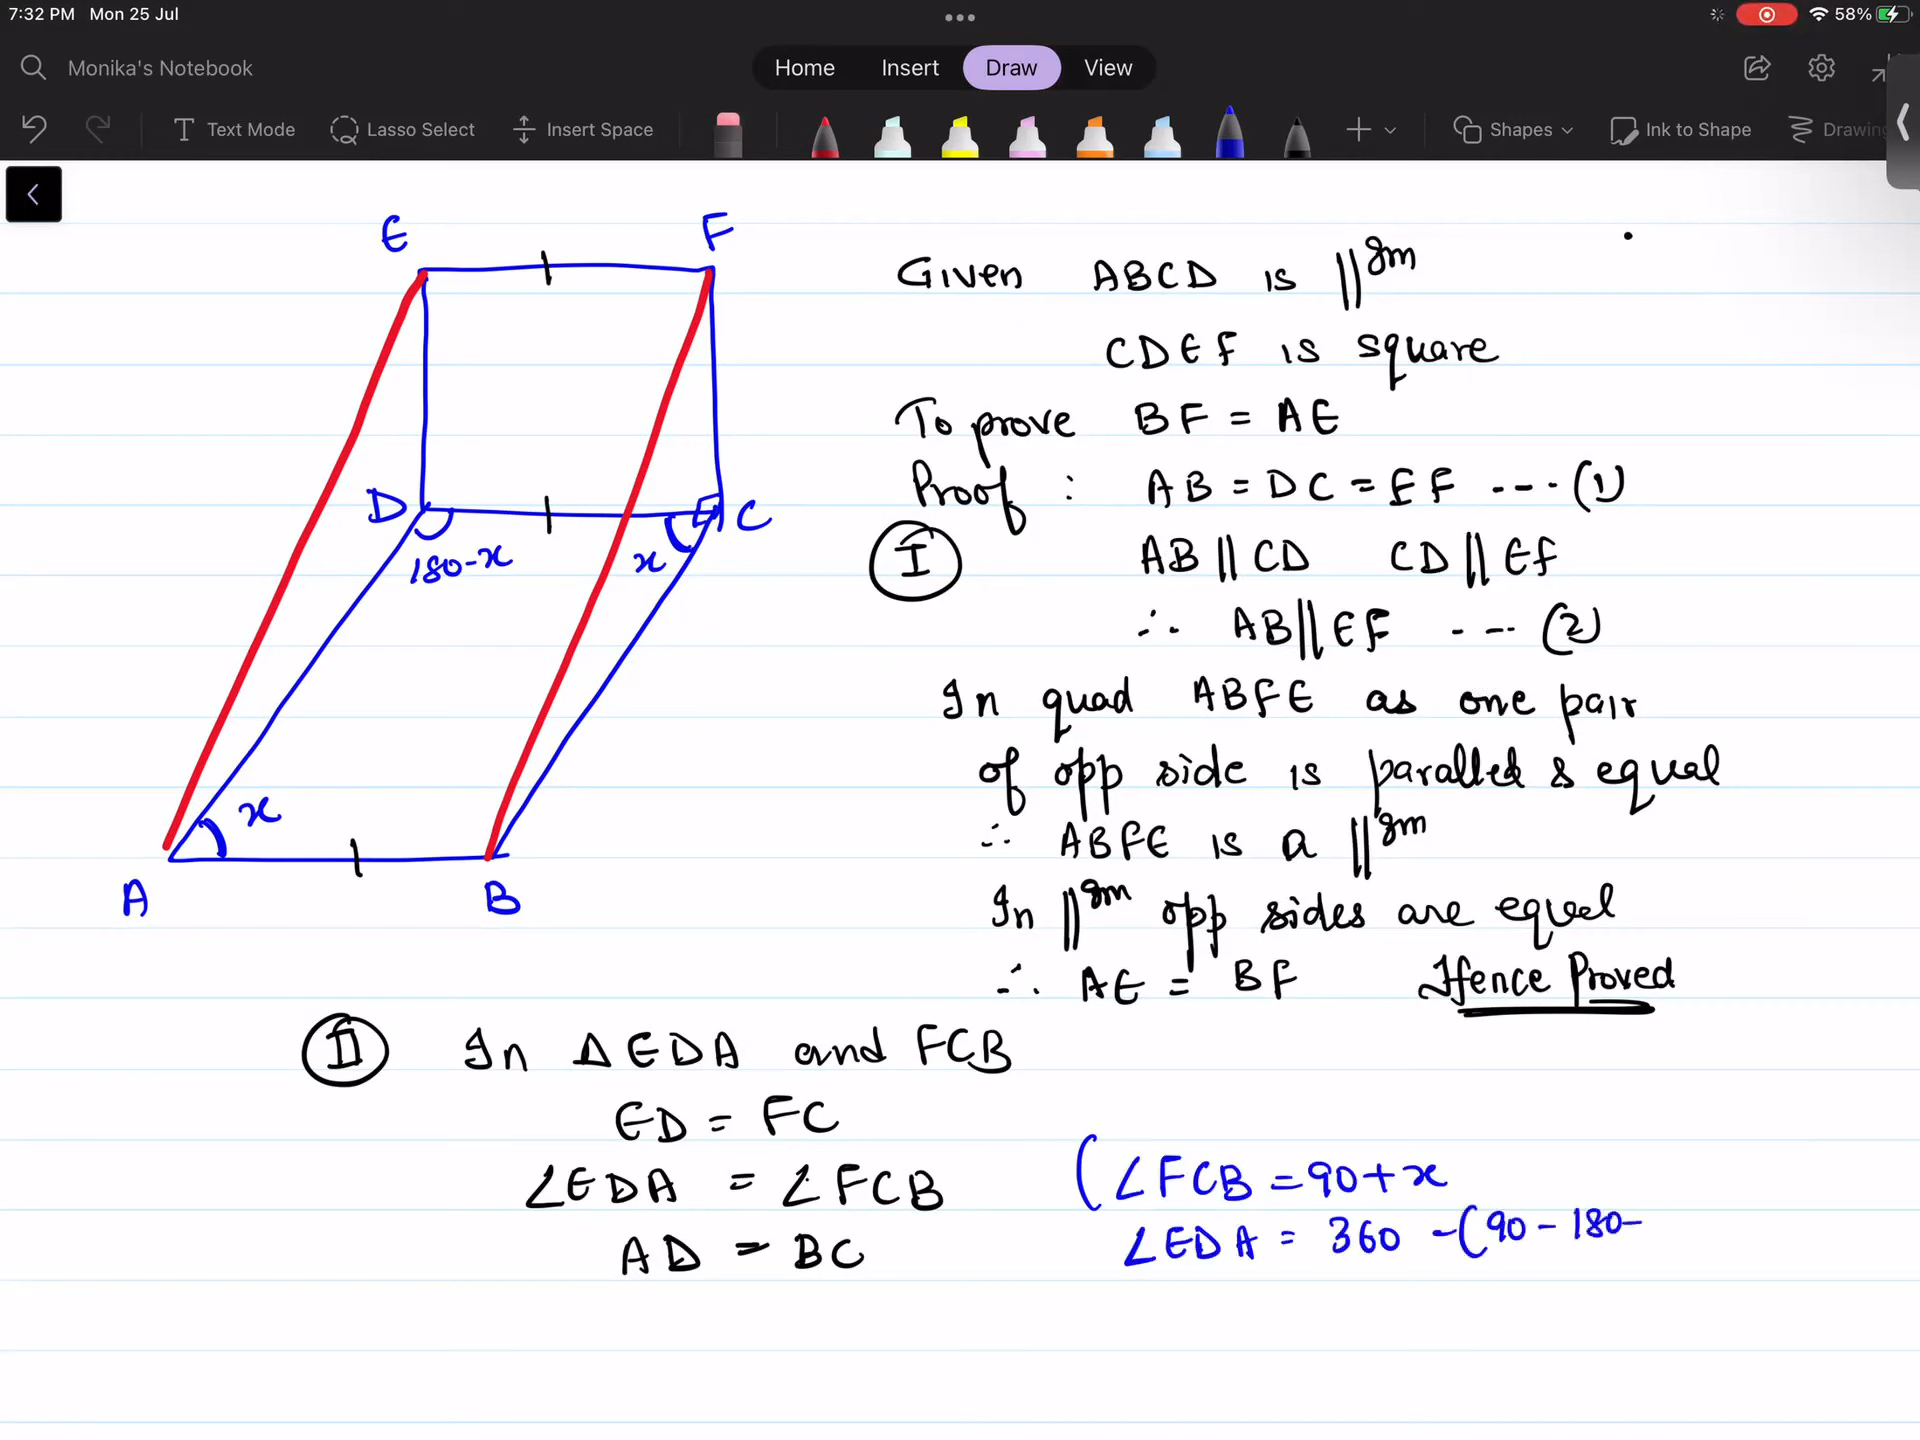 7:32 PM Mon 25 Jul
58%
Monika's Notebook
Home Insert Draw View
Text Mode Lasso Select Insert Space Shapes Ink to Shape Drawing
E F
D C
180-x x
x
A B
Given ABCD is ||gm
CDEF is square
To prove BF = AE
Proof : AB = DC = EF ---- (1)
I AB || CD CD || EF
∴ AB || EF --- (2)
In quad ABFE as one pair
of opp side is parallel & equal
∴ ABFE is a ||gm
In ||gm opp sides are equal
∴ AE = BF Hence Proved
II In Δ EDA and FCB
ED = FC
∠EDA = ∠FCB
AD = BC
( ∠FCB = 90+x
∠EDA = 360 -(90 - 180-